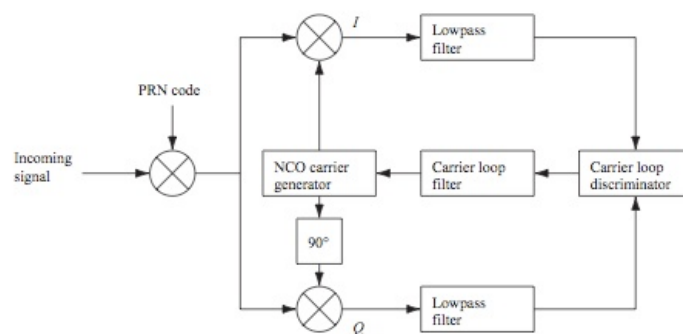 I
Lowpass
filter
PRN code
Incoming
signal
NCO carrier
generator
Carrier loop
filter
Carrier loop
discriminator
90°
Lowpass
filter
Q